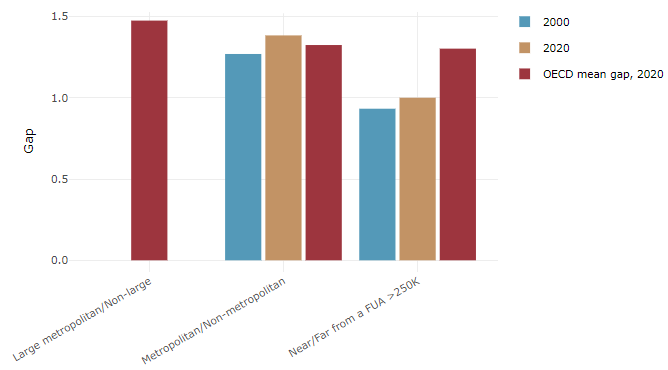 1.5
1.0
0.5
0.0
Gap
Large metropolitan/Non-large
Metropolitan/Non-metropolitan
Near/Far from a FUA >250K
2000
2020
OECD mean gap, 2020